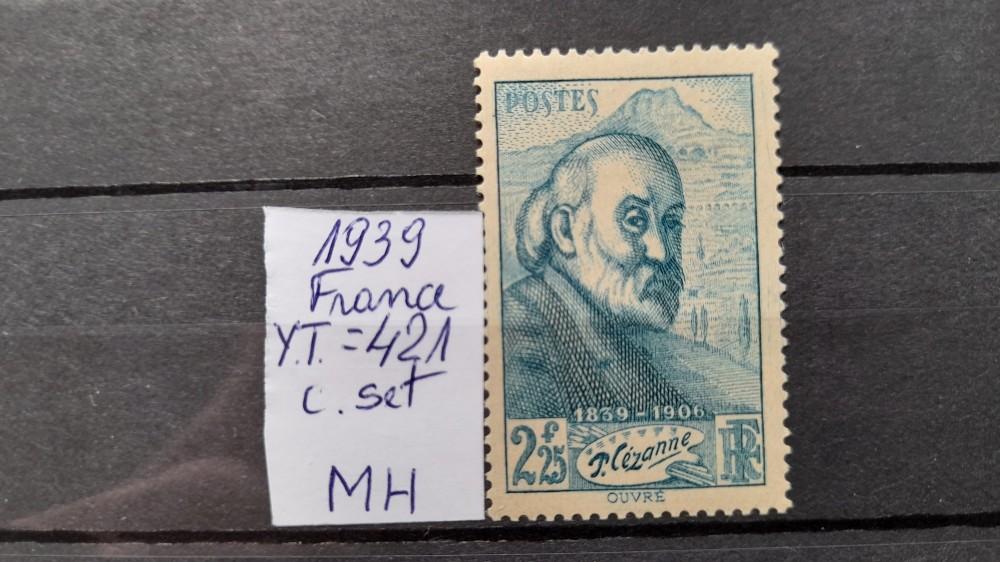 1939
France
Y.T. = 421
c. set
MH
POSTES
1839 - 1906
2f25
P. Cézanne
RF
OUVRÉ